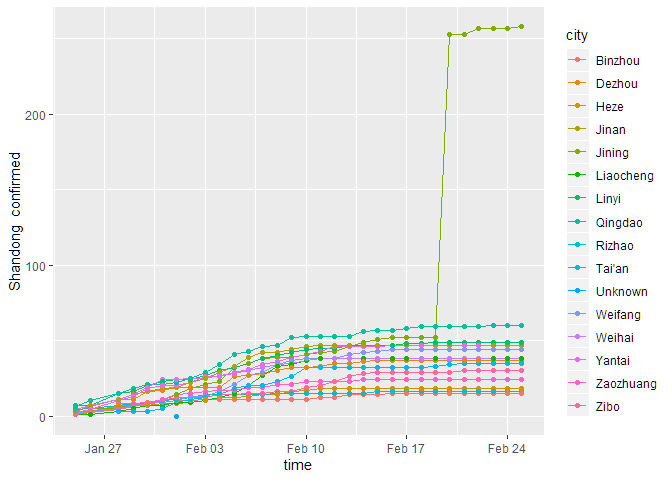 city
Binzhou
Dezhou
Heze
Jinan
Jining
Liaocheng
Linyi
Qingdao
Rizhao
Tai'an
Unknown
Weifang
Weihai
Yantai
Zaozhuang
Zibo
Shandong confirmed
200
100
0
Jan 27 Feb 03 Feb 10 Feb 17 Feb 24
time